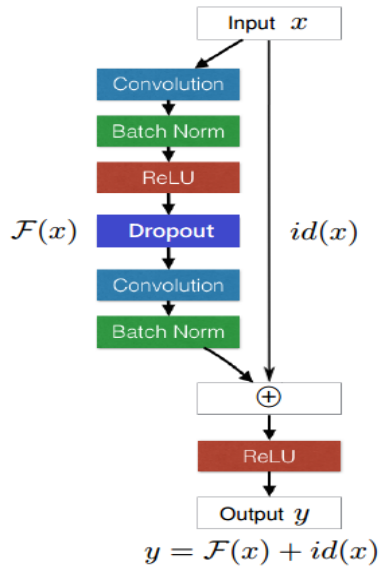 Input x
Convolution
Batch Norm
ReLU
F(x)
Dropout
id(x)
Convolution
Batch Norm
⊕
ReLU
Output y
y = F(x) + id(x)